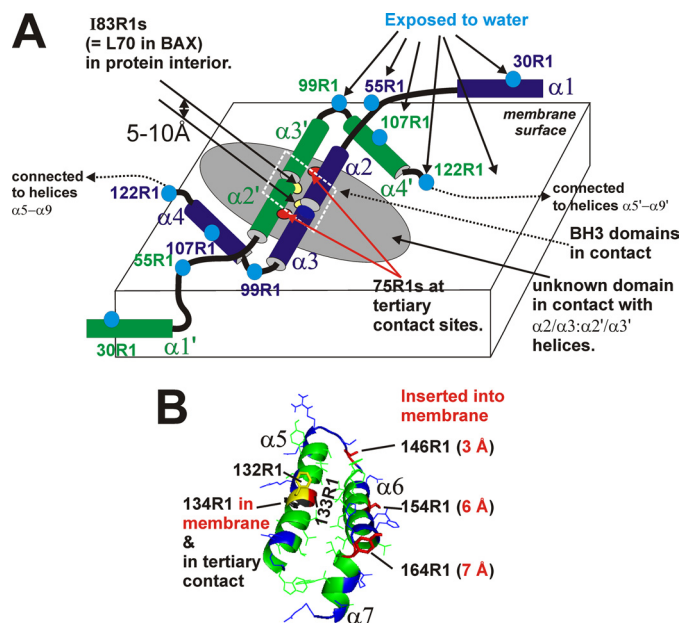 A
I83R1s
(= L70 in BAX)
in protein interior.
Exposed to water
30R1
99R1
55R1
α1
5-10Å
α3'
107R1
membrane
surface
α2
connected
to helices
α5–α9
122R1
α2'
α4'
122R1
connected
to helices α5'–α9'
α4
107R1
BH3 domains
in contact
55R1
α3
99R1
75R1s at
tertiary
contact sites.
unknown domain
in contact with
α2/α3:α2'/α3'
helices.
30R1
α1'
B
Inserted into
membrane
α5
146R1 (3 Å)
132R1
133R1
α6
134R1 in
membrane
&
in tertiary
contact
154R1 (6 Å)
164R1 (7 Å)
α7